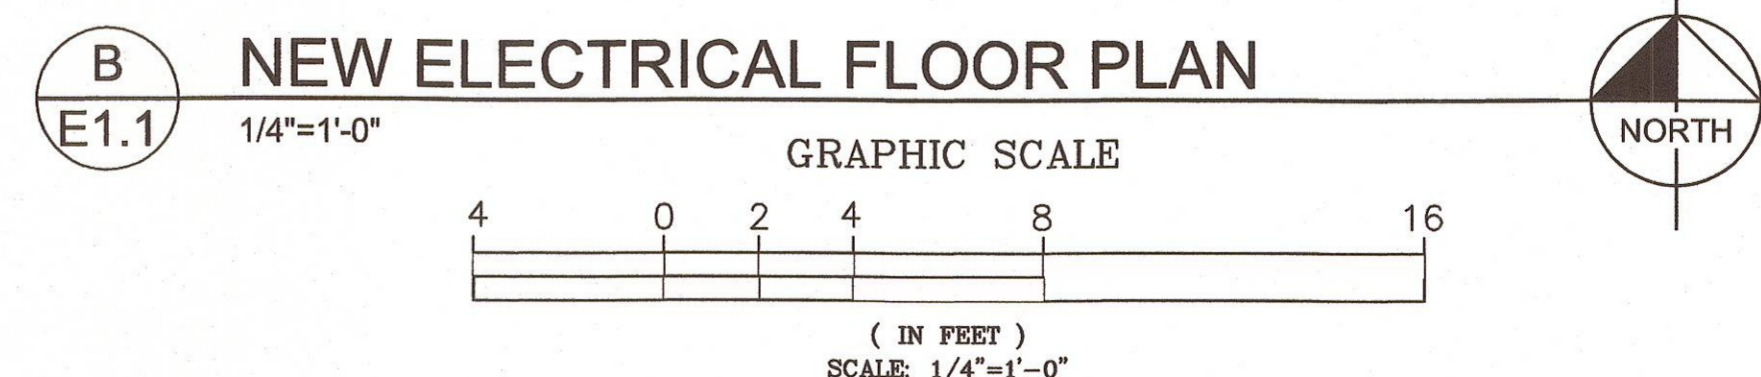 B
E1.1
NEW ELECTRICAL FLOOR PLAN
1/4"=1'-0"
NORTH
GRAPHIC SCALE
4 0 2 4 8 16
( IN FEET )
SCALE: 1/4"=1'-0"